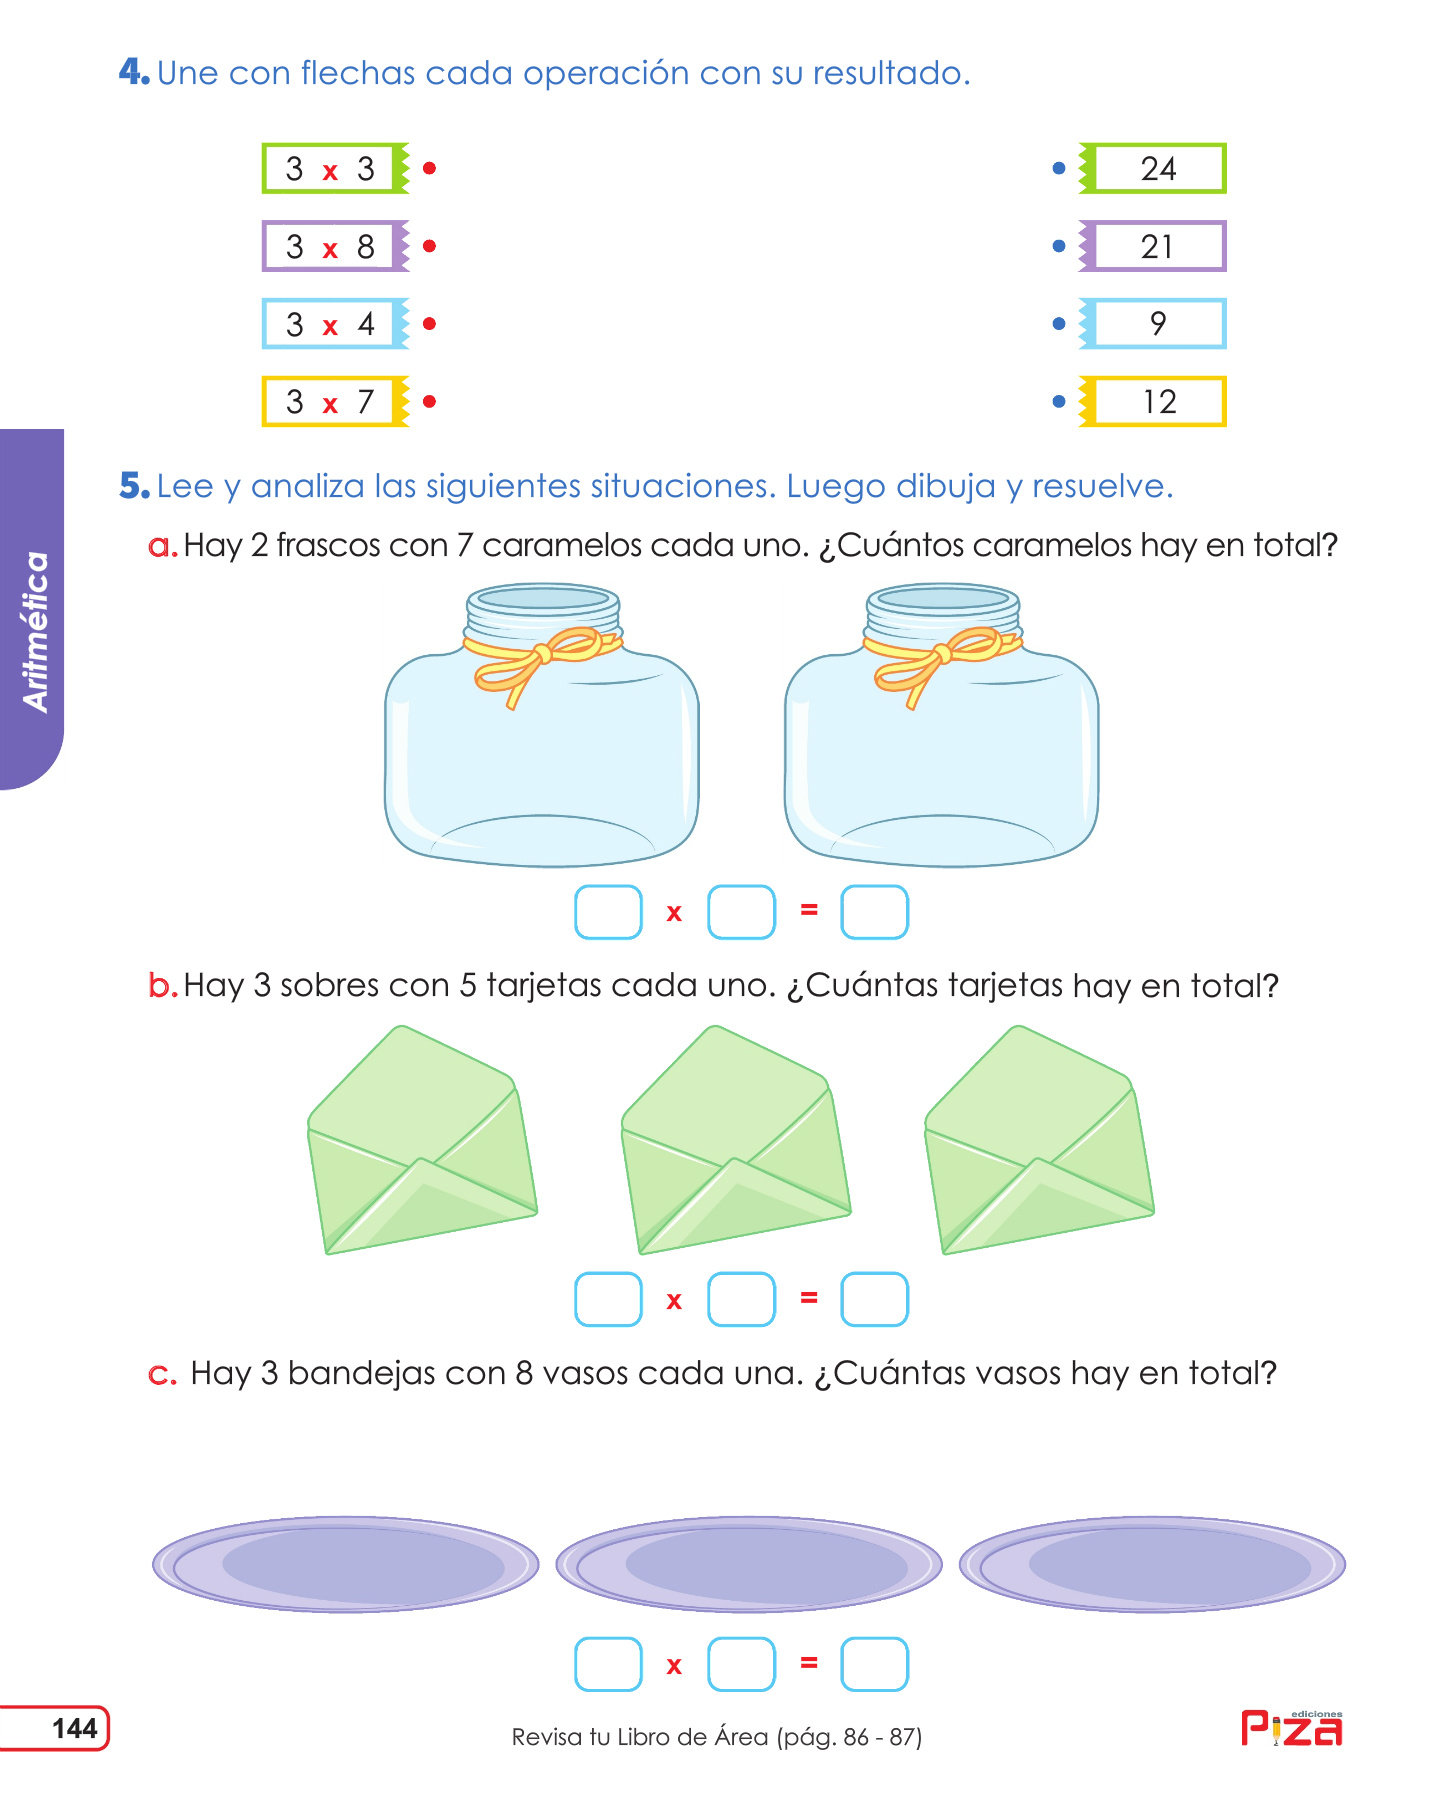 4. Une con flechas cada operación con su resultado.
3 x 3
24
3 x 8
21
3 x 4
9
3 x 7
12
5. Lee y analiza las siguientes situaciones. Luego dibuja y resuelve.
a. Hay 2 frascos con 7 caramelos cada uno. ¿Cuántos caramelos hay en total?
x =
b. Hay 3 sobres con 5 tarjetas cada uno. ¿Cuántas tarjetas hay en total?
x =
c. Hay 3 bandejas con 8 vasos cada una. ¿Cuántas vasos hay en total?
x =
Aritmética
144
Revisa tu Libro de Área (pág. 86 - 87)
ediciones
Piza